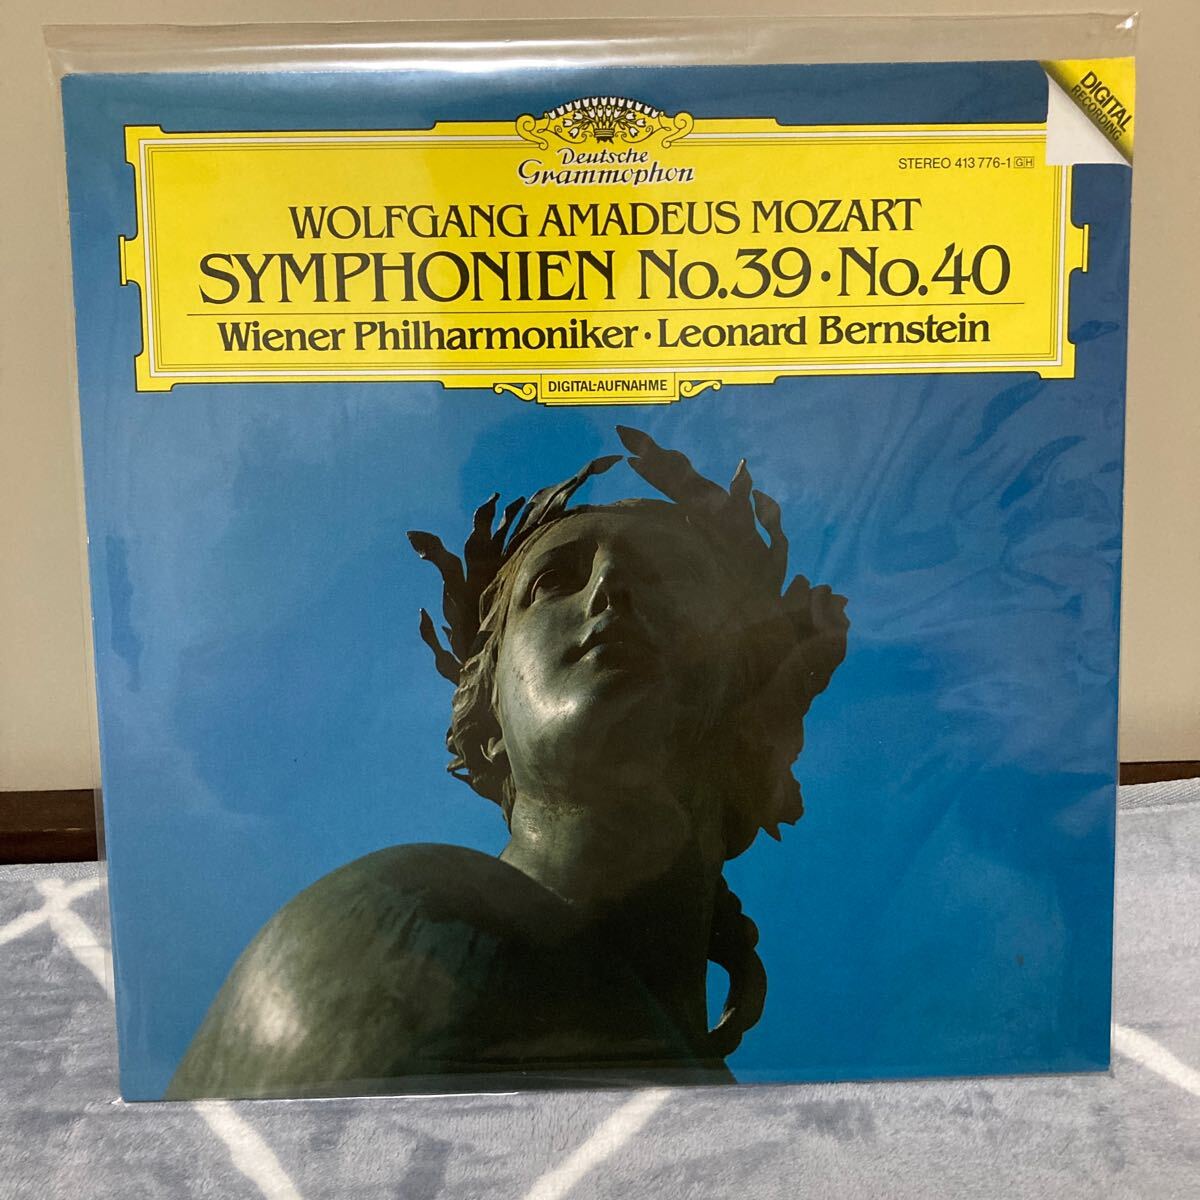 DIGITAL
RECORDING
Deutsche
Grammophon
STEREO 413 776-1 GH
WOLFGANG AMADEUS MOZART
SYMPHONIEN No.39·No.40
Wiener Philharmoniker·Leonard Bernstein
DIGITAL-AUFNAHME